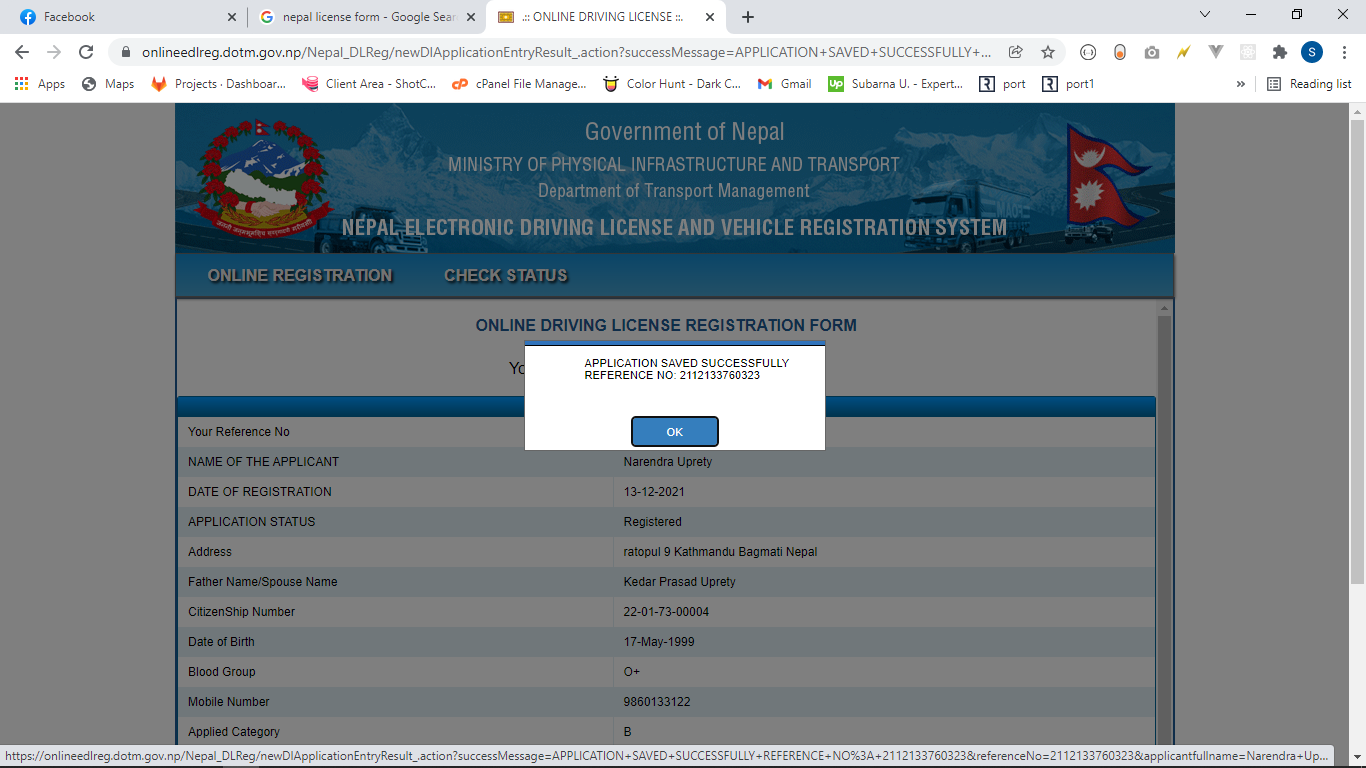 Facebook
nepal license form - Google Sear
.:: ONLINE DRIVING LICENSE ::.
onlineedlreg.dotm.gov.np/Nepal_DLReg/newDlApplicationEntryResult_.action?successMessage=APPLICATION+SAVED+SUCCESSFULLY+...
S
Apps
Maps
Projects · Dashboar...
Client Area - ShotC...
cPanel File Manage...
Color Hunt - Dark C...
Gmail
Subarna U. - Expert...
port
port1
»
Reading list
Government of Nepal
MINISTRY OF PHYSICAL INFRASTRUCTURE AND TRANSPORT
Department of Transport Management
NEPAL ELECTRONIC DRIVING LICENSE AND VEHICLE REGISTRATION SYSTEM
ONLINE REGISTRATION CHECK STATUS
ONLINE DRIVING LICENSE REGISTRATION FORM
APPLICATION SAVED SUCCESSFULLY
REFERENCE NO: 2112133760323
OK
Your Reference No
NAME OF THE APPLICANT Narendra Uprety
DATE OF REGISTRATION 13-12-2021
APPLICATION STATUS Registered
Address ratopul 9 Kathmandu Bagmati Nepal
Father Name/Spouse Name Kedar Prasad Uprety
CitizenShip Number 22-01-73-00004
Date of Birth 17-May-1999
Blood Group O+
Mobile Number 9860133122
Applied Category B
https://onlineedlreg.dotm.gov.np/Nepal_DLReg/newDlApplicationEntryResult_.action?successMessage=APPLICATION+SAVED+SUCCESSFULLY+REFERENCE+NO%3A+2112133760323&referenceNo=2112133760323&applicantfullname=Narendra+Up...